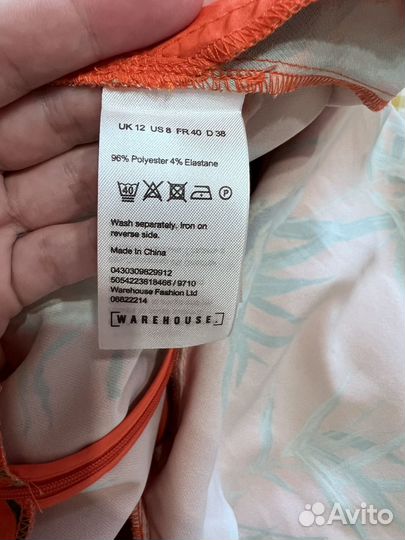 UK 12 US 8 FR 40 D 38
96% Polyester 4% Elastane
40 P
Wash separately. Iron on
reverse side.
Made In China
0430309829912
5054223618466 / 9710
Warehouse Fashion Ltd
06622214
WAREHOUSE.
Avito